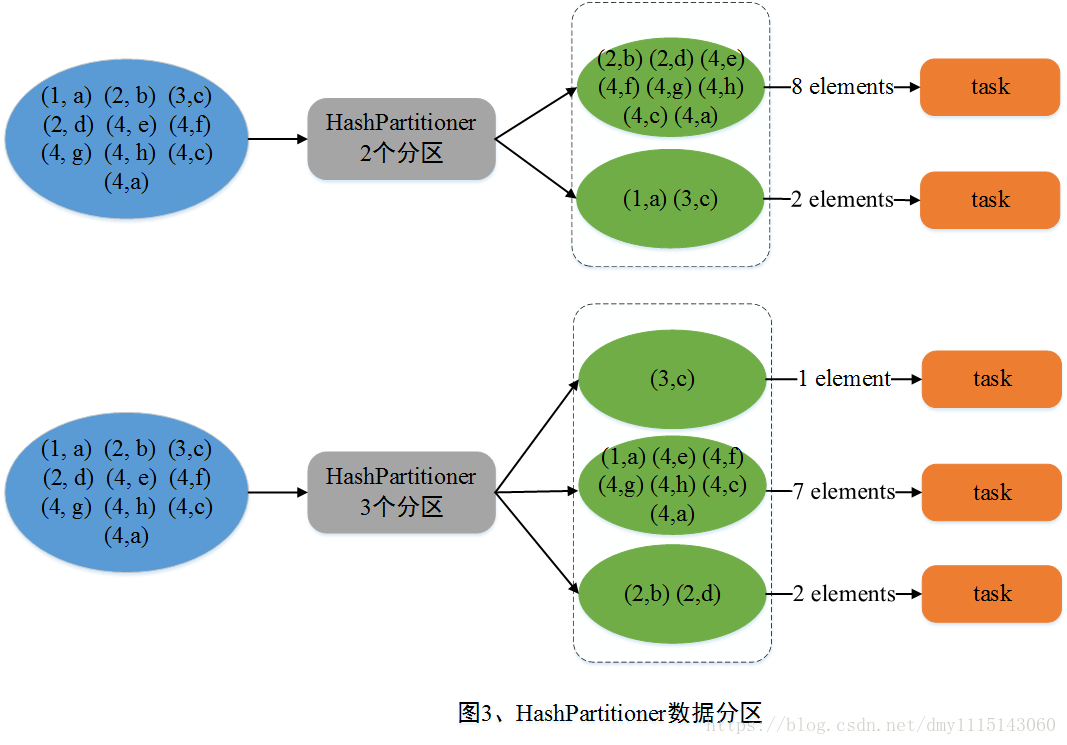 (1, a) (2, b) (3,c)
(2, d) (4, e) (4,f)
(4, g) (4, h) (4,c)
(4,a)
HashPartitioner
2个分区
(2,b) (2,d) (4,e)
(4,f) (4,g) (4,h)
(4,c) (4,a)
8 elements
task
(1,a) (3,c)
2 elements
task
(1, a) (2, b) (3,c)
(2, d) (4, e) (4,f)
(4, g) (4, h) (4,c)
(4,a)
HashPartitioner
3个分区
(3,c)
1 element
task
(1,a) (4,e) (4,f)
(4,g) (4,h) (4,c)
(4,a)
7 elements
task
(2,b) (2,d)
2 elements
task
图3、HashPartitioner数据分区
https://blog.csdn.net/dmy1115143060